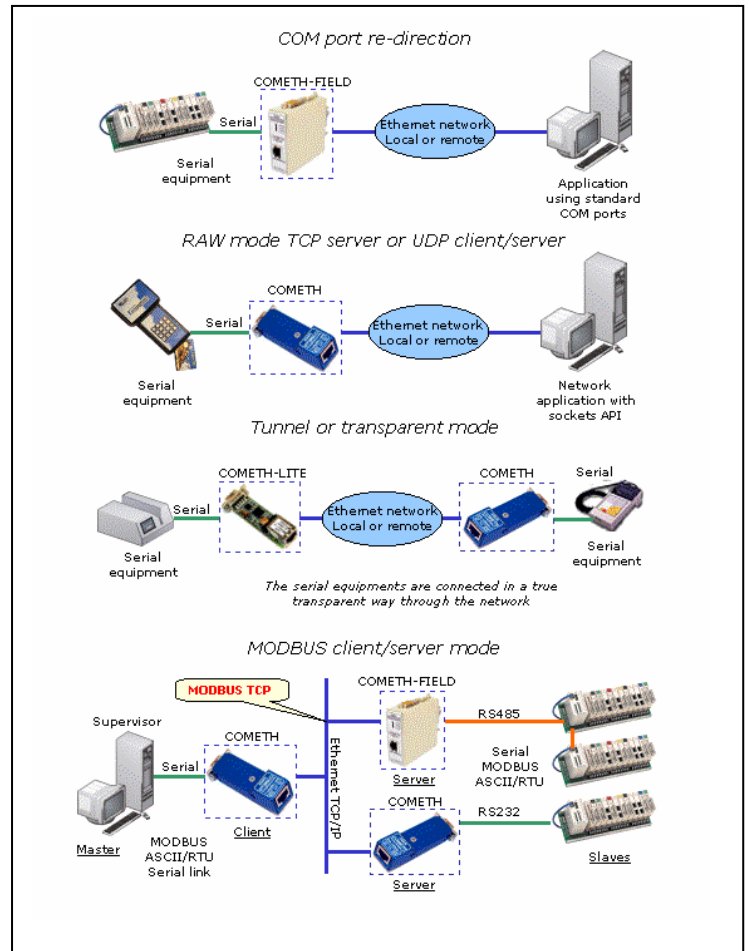 COM port re-direction
COMETH-FIELD
Serial
Ethernet network
Local or remote
Serial
equipment
Application
using standard
COM ports
RAW mode TCP server or UDP client/server
COMETH
Serial
Ethernet network
Local or remote
Serial
equipment
Network
application with
sockets API
Tunnel or transparent mode
COMETH-LITE
COMETH
Serial
Serial
Ethernet network
Local or remote
Serial
equipment
Serial
equipment
The serial equipments are connected in a true
transparent way through the network
MODBUS client/server mode
MODBUS TCP
COMETH-FIELD
Supervisor
COMETH
Serial
RS485
Ethernet TCP/IP
Server
Serial
MODBUS
ASCII/RTU
COMETH
RS232
Client
Master
MODBUS
ASCII/RTU
Serial link
Server
Slaves